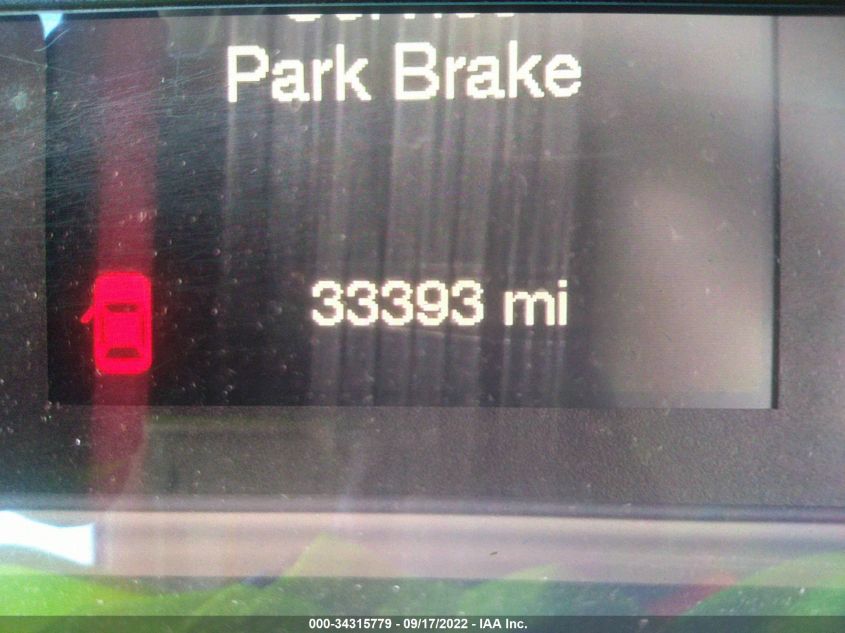 Park Brake
33393 mi
000-34315779 - 09/17/2022 - IAA Inc.